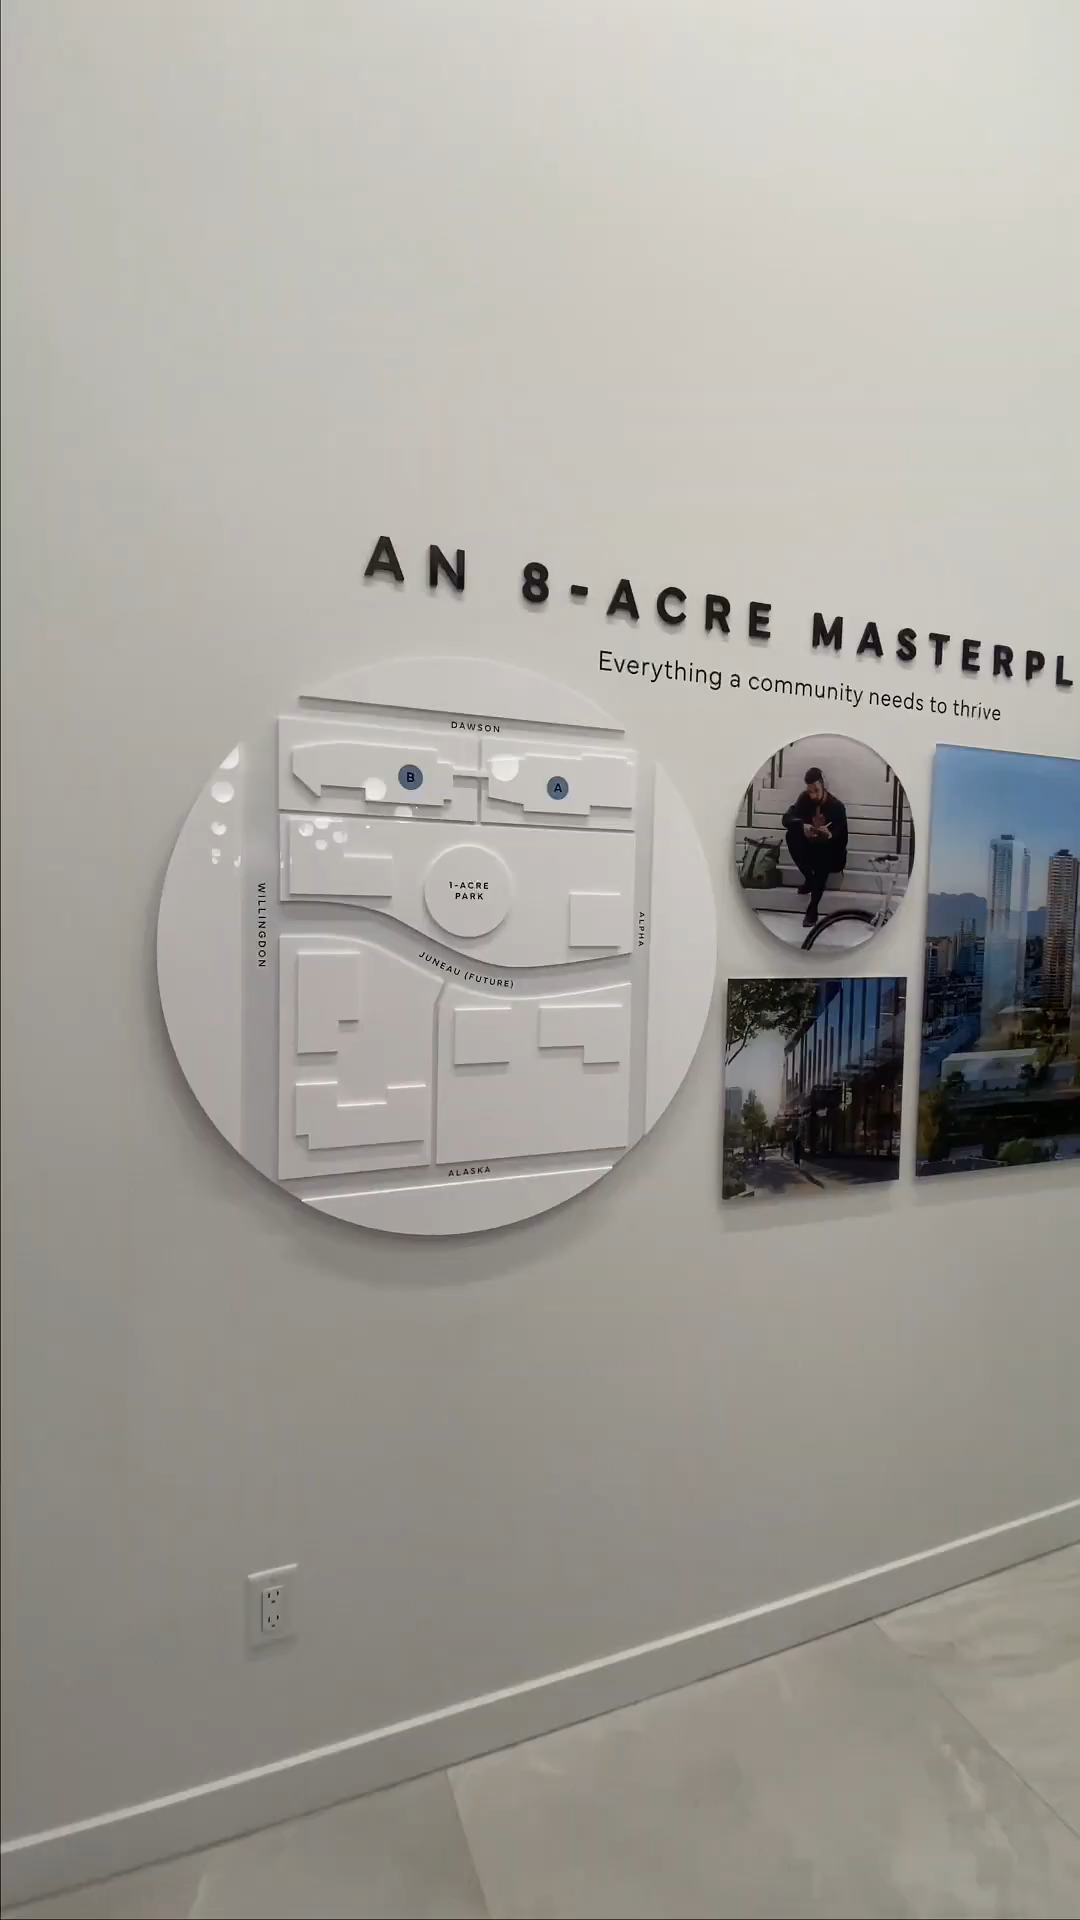 AN 8-ACRE MASTERPL
Everything a community needs to thrive
DAWSON
B
A
1-ACRE
PARK
WILLINGDON
ALPHA
JUNEAU (FUTURE)
ALASKA